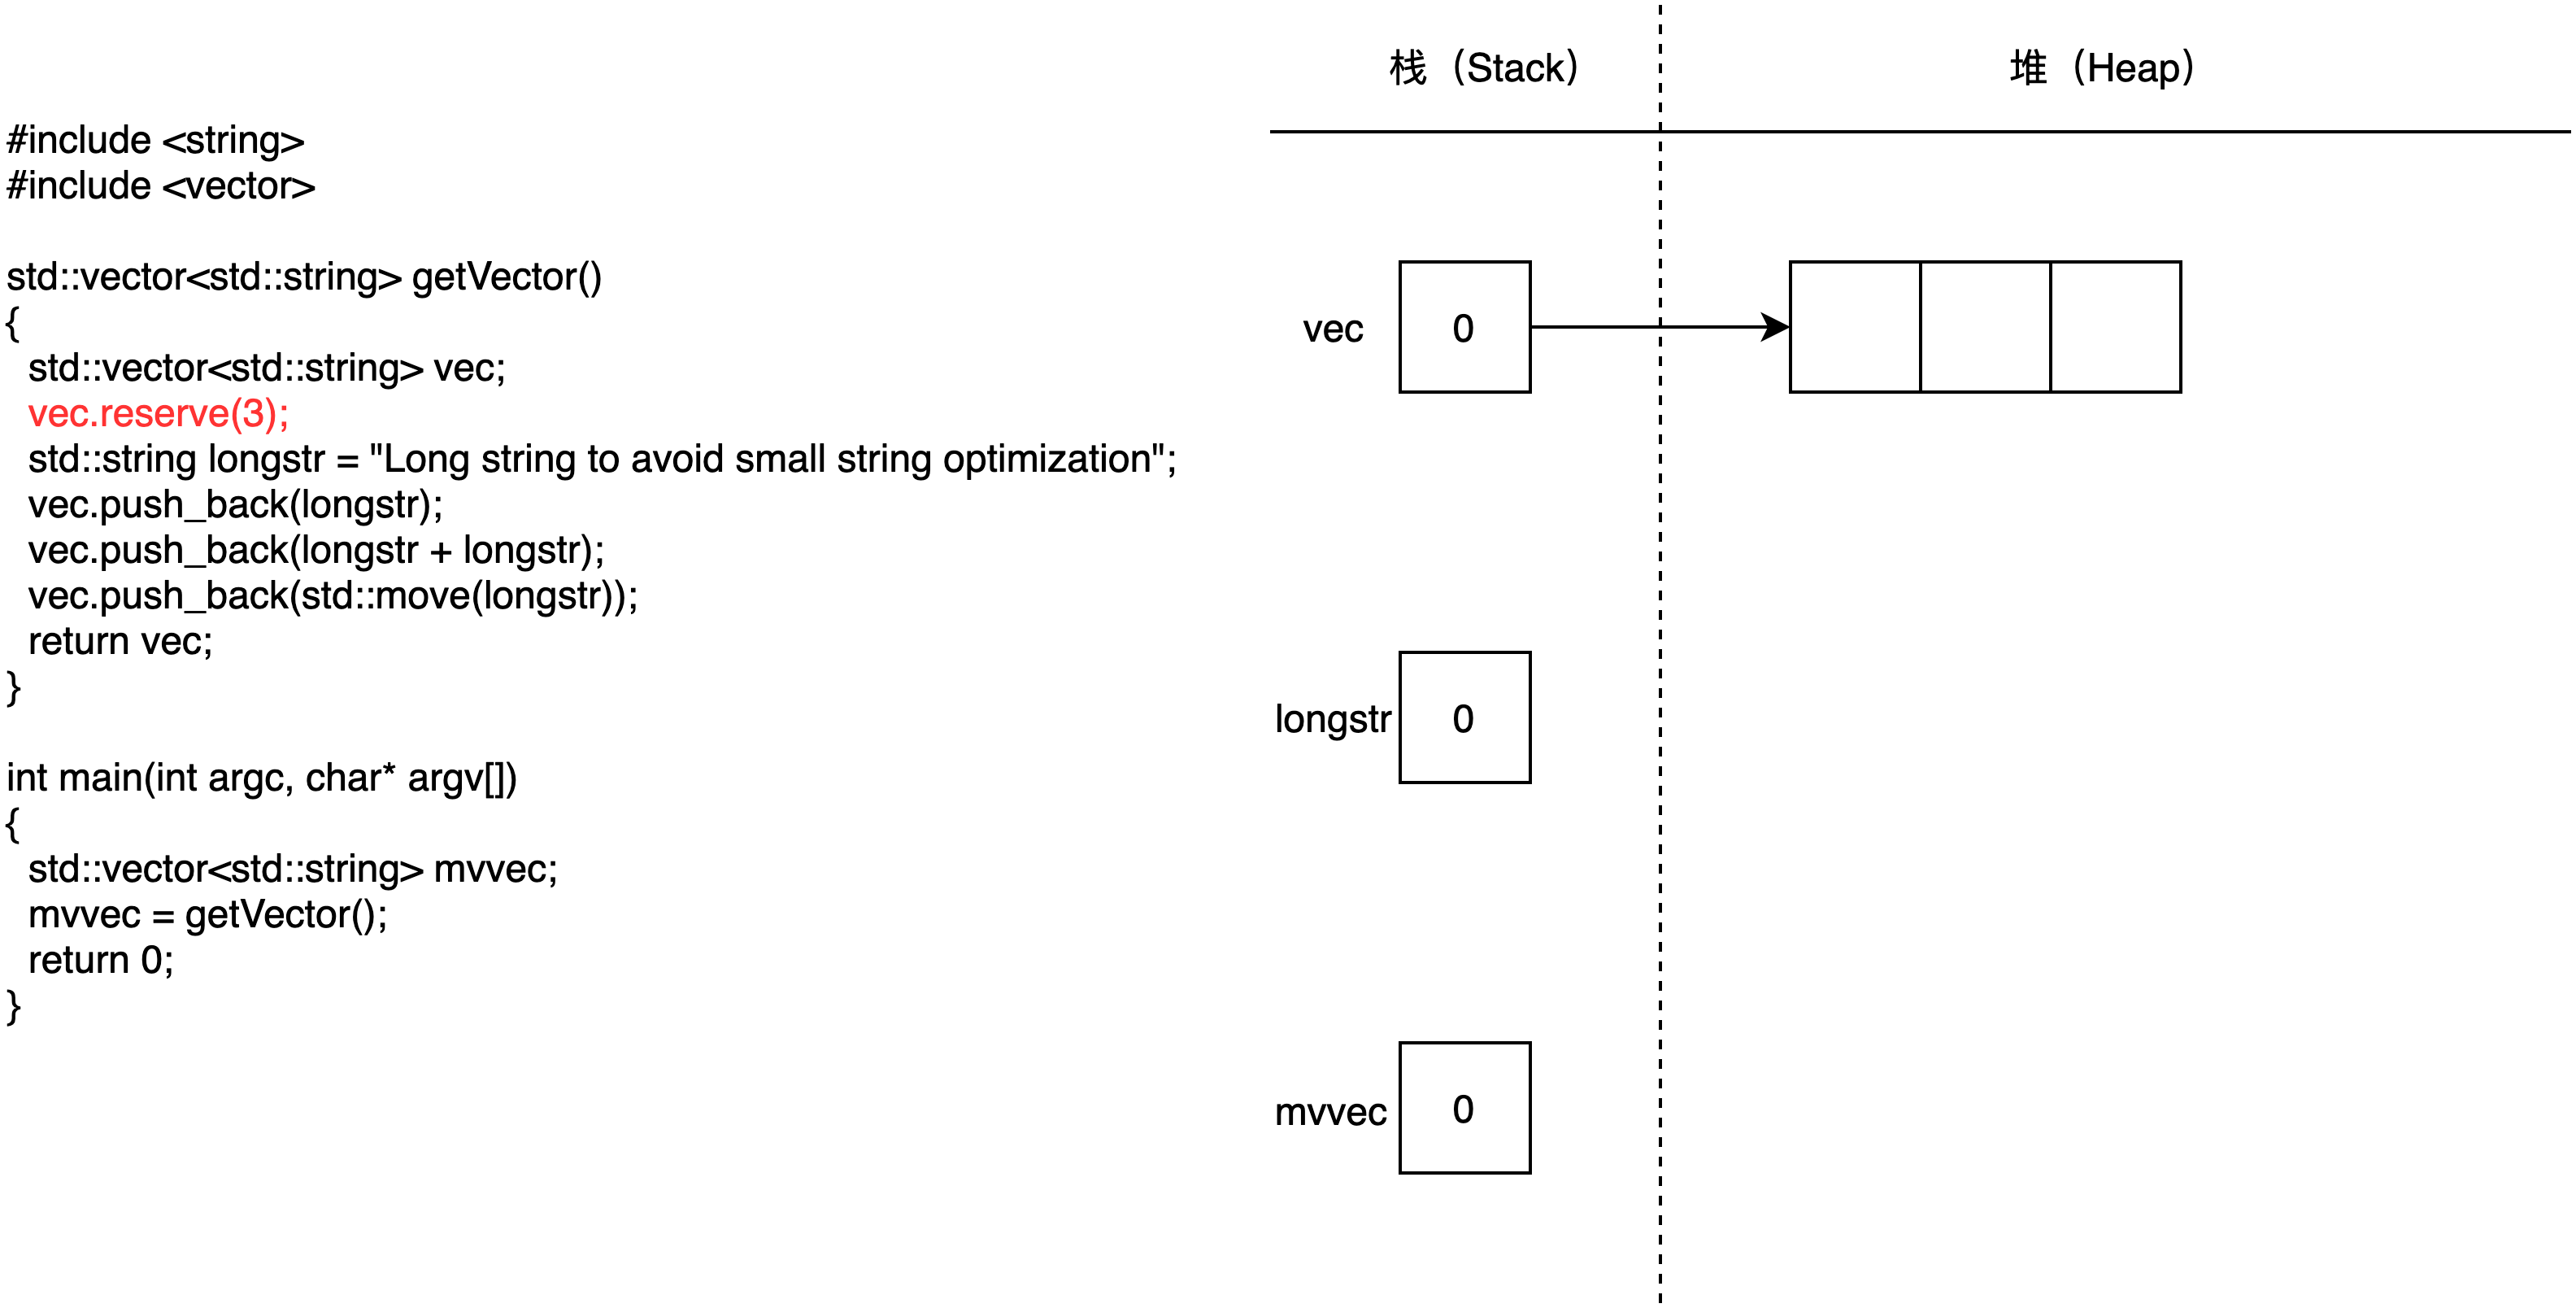 #include <string>
#include <vector>
std::vector<std::string> getVector()
{
std::vector<std::string> vec;
vec.reserve(3);
std::string longstr = "Long string to avoid small string optimization";
vec.push_back(longstr);
vec.push_back(longstr + longstr);
vec.push_back(std::move(longstr));
return vec;
}
int main(int argc, char* argv[])
{
std::vector<std::string> mvvec;
mvvec = getVector();
return 0;
}
栈（Stack）
堆（Heap）
vec
0
longstr
0
mvvec
0